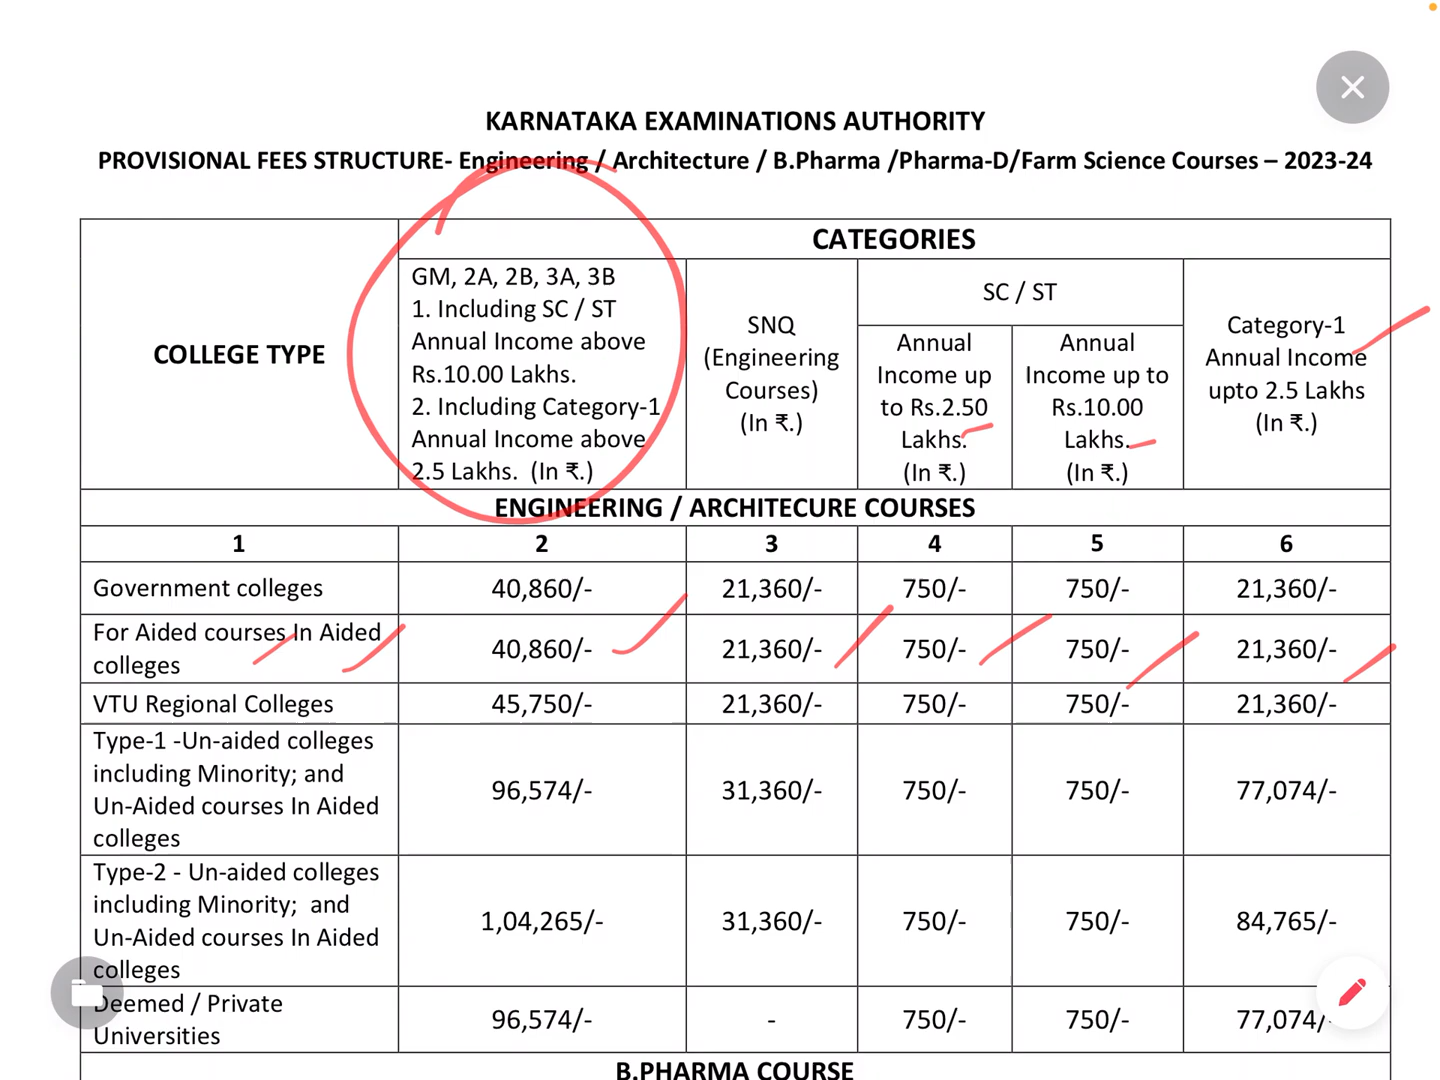 KARNATAKA EXAMINATIONS AUTHORITY
PROVISIONAL FEES STRUCTURE- Engineering / Architecture / B.Pharma /Pharma-D/Farm Science Courses – 2023-24
COLLEGE TYPE
CATEGORIES
GM, 2A, 2B, 3A, 3B
1. Including SC / ST
Annual Income above
Rs.10.00 Lakhs.
2. Including Category-1
Annual Income above
2.5 Lakhs. (In ₹.)
SNQ
(Engineering
Courses)
(In ₹.)
SC / ST
Annual
Income up
to Rs.2.50
Lakhs.
(In ₹.)
Annual
Income up to
Rs.10.00
Lakhs.
(In ₹.)
Category-1
Annual Income
upto 2.5 Lakhs
(In ₹.)
ENGINEERING / ARCHITECURE COURSES
1 2 3 4 5 6
Government colleges 40,860/- 21,360/- 750/- 750/- 21,360/-
For Aided courses In Aided
colleges 40,860/- 21,360/- 750/- 750/- 21,360/-
VTU Regional Colleges 45,750/- 21,360/- 750/- 750/- 21,360/-
Type-1 -Un-aided colleges
including Minority; and
Un-Aided courses In Aided
colleges
96,574/- 31,360/- 750/- 750/- 77,074/-
Type-2 - Un-aided colleges
including Minority; and
Un-Aided courses In Aided
colleges
1,04,265/- 31,360/- 750/- 750/- 84,765/-
Deemed / Private
Universities
96,574/- - 750/- 750/- 77,074/-
B.PHARMA COURSE